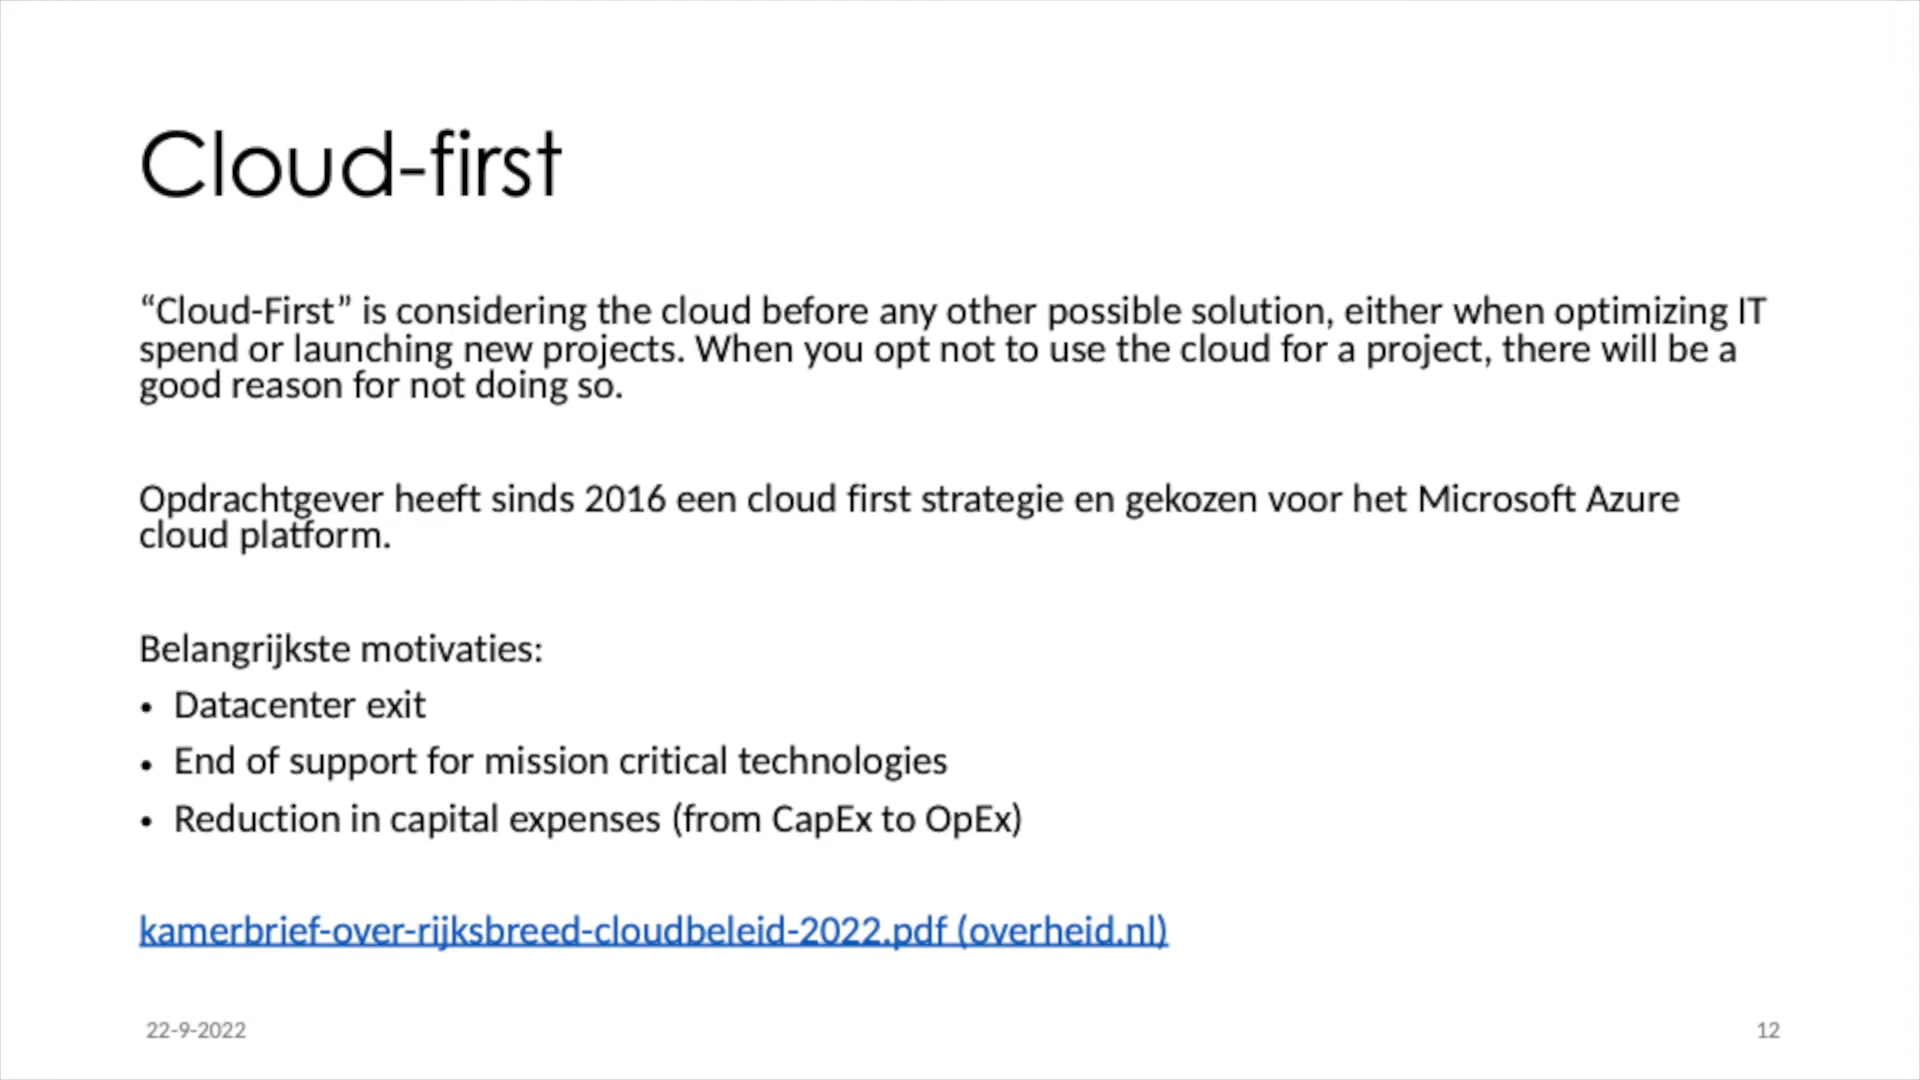 Cloud-first
“Cloud-First” is considering the cloud before any other possible solution, either when optimizing IT
spend or launching new projects. When you opt not to use the cloud for a project, there will be a
good reason for not doing so.
Opdrachtgever heeft sinds 2016 een cloud first strategie en gekozen voor het Microsoft Azure
cloud platform.
Belangrijkste motivaties:
• Datacenter exit
• End of support for mission critical technologies
• Reduction in capital expenses (from CapEx to OpEx)
kamerbrief-over-rijksbreed-cloudbeleid-2022.pdf (overheid.nl)
22-9-2022
12